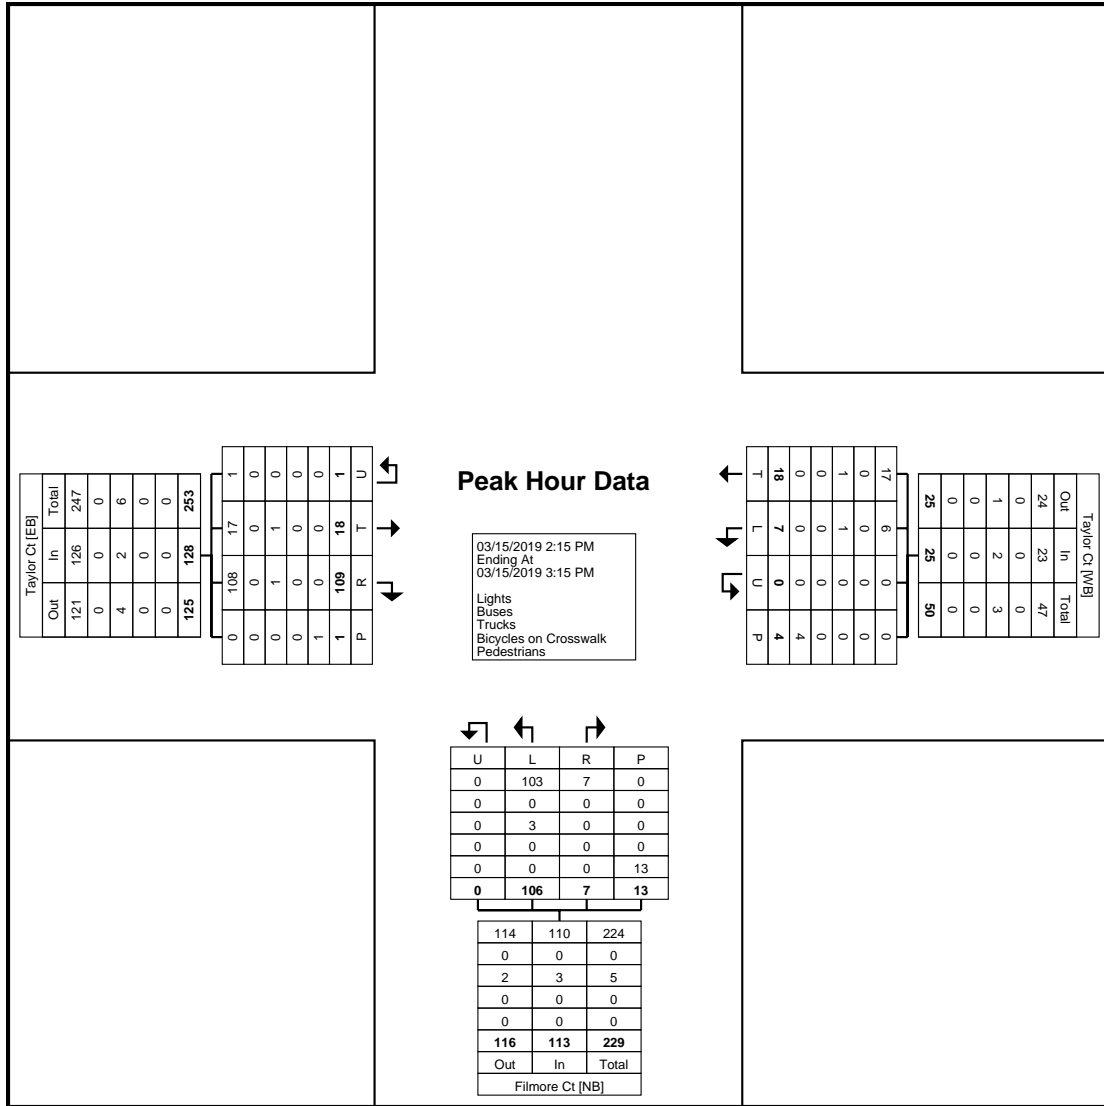 Peak Hour Data
03/15/2019 2:15 PM
Ending At
03/15/2019 3:15 PM
Lights
Buses
Trucks
Bicycles on Crosswalk
Pedestrians
Taylor Ct [EB]
Total In Out
247 126 121
0 0 0
6 2 4
0 0 0
0 0 0
253 128 125
1 17 108 0
0 0 0 0
0 1 1 0
0 0 0 0
0 0 0 1
1 18 109 1
U T R P
Taylor Ct [WB]
Out In Total
24 23 47
0 0 0
1 2 3
0 0 0
0 0 0
25 25 50
17 6 0 0
0 0 0 0
1 1 0 0
0 0 0 0
0 0 0 4
18 7 0 4
T L U P
U L R P
0 103 7 0
0 0 0 0
0 3 0 0
0 0 0 0
0 0 0 13
0 106 7 13
114 110 224
0 0 0
2 3 5
0 0 0
0 0 0
116 113 229
Out In Total
Filmore Ct [NB]